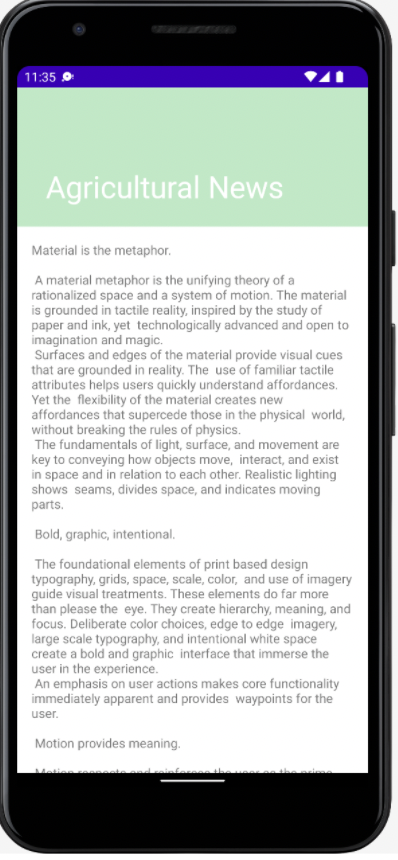 11:35
Agricultural News
Material is the metaphor.
A material metaphor is the unifying theory of a
rationalized space and a system of motion. The material
is grounded in tactile reality, inspired by the study of
paper and ink, yet  technologically advanced and open to
imagination and magic.
Surfaces and edges of the material provide visual cues
that are grounded in reality. The  use of familiar tactile
attributes helps users quickly understand affordances.
Yet the  flexibility of the material creates new
affordances that supercede those in the physical  world,
without breaking the rules of physics.
The fundamentals of light, surface, and movement are
key to conveying how objects move,  interact, and exist
in space and in relation to each other. Realistic lighting
shows  seams, divides space, and indicates moving
parts.
Bold, graphic, intentional.
The foundational elements of print based design
typography, grids, space, scale, color,  and use of imagery
guide visual treatments. These elements do far more
than please the  eye. They create hierarchy, meaning, and
focus. Deliberate color choices, edge to edge  imagery,
large scale typography, and intentional white space
create a bold and graphic  interface that immerse the
user in the experience.
An emphasis on user actions makes core functionality
immediately apparent and provides  waypoints for the
user.
Motion provides meaning.
Motion respects and reinforces the user as the prime